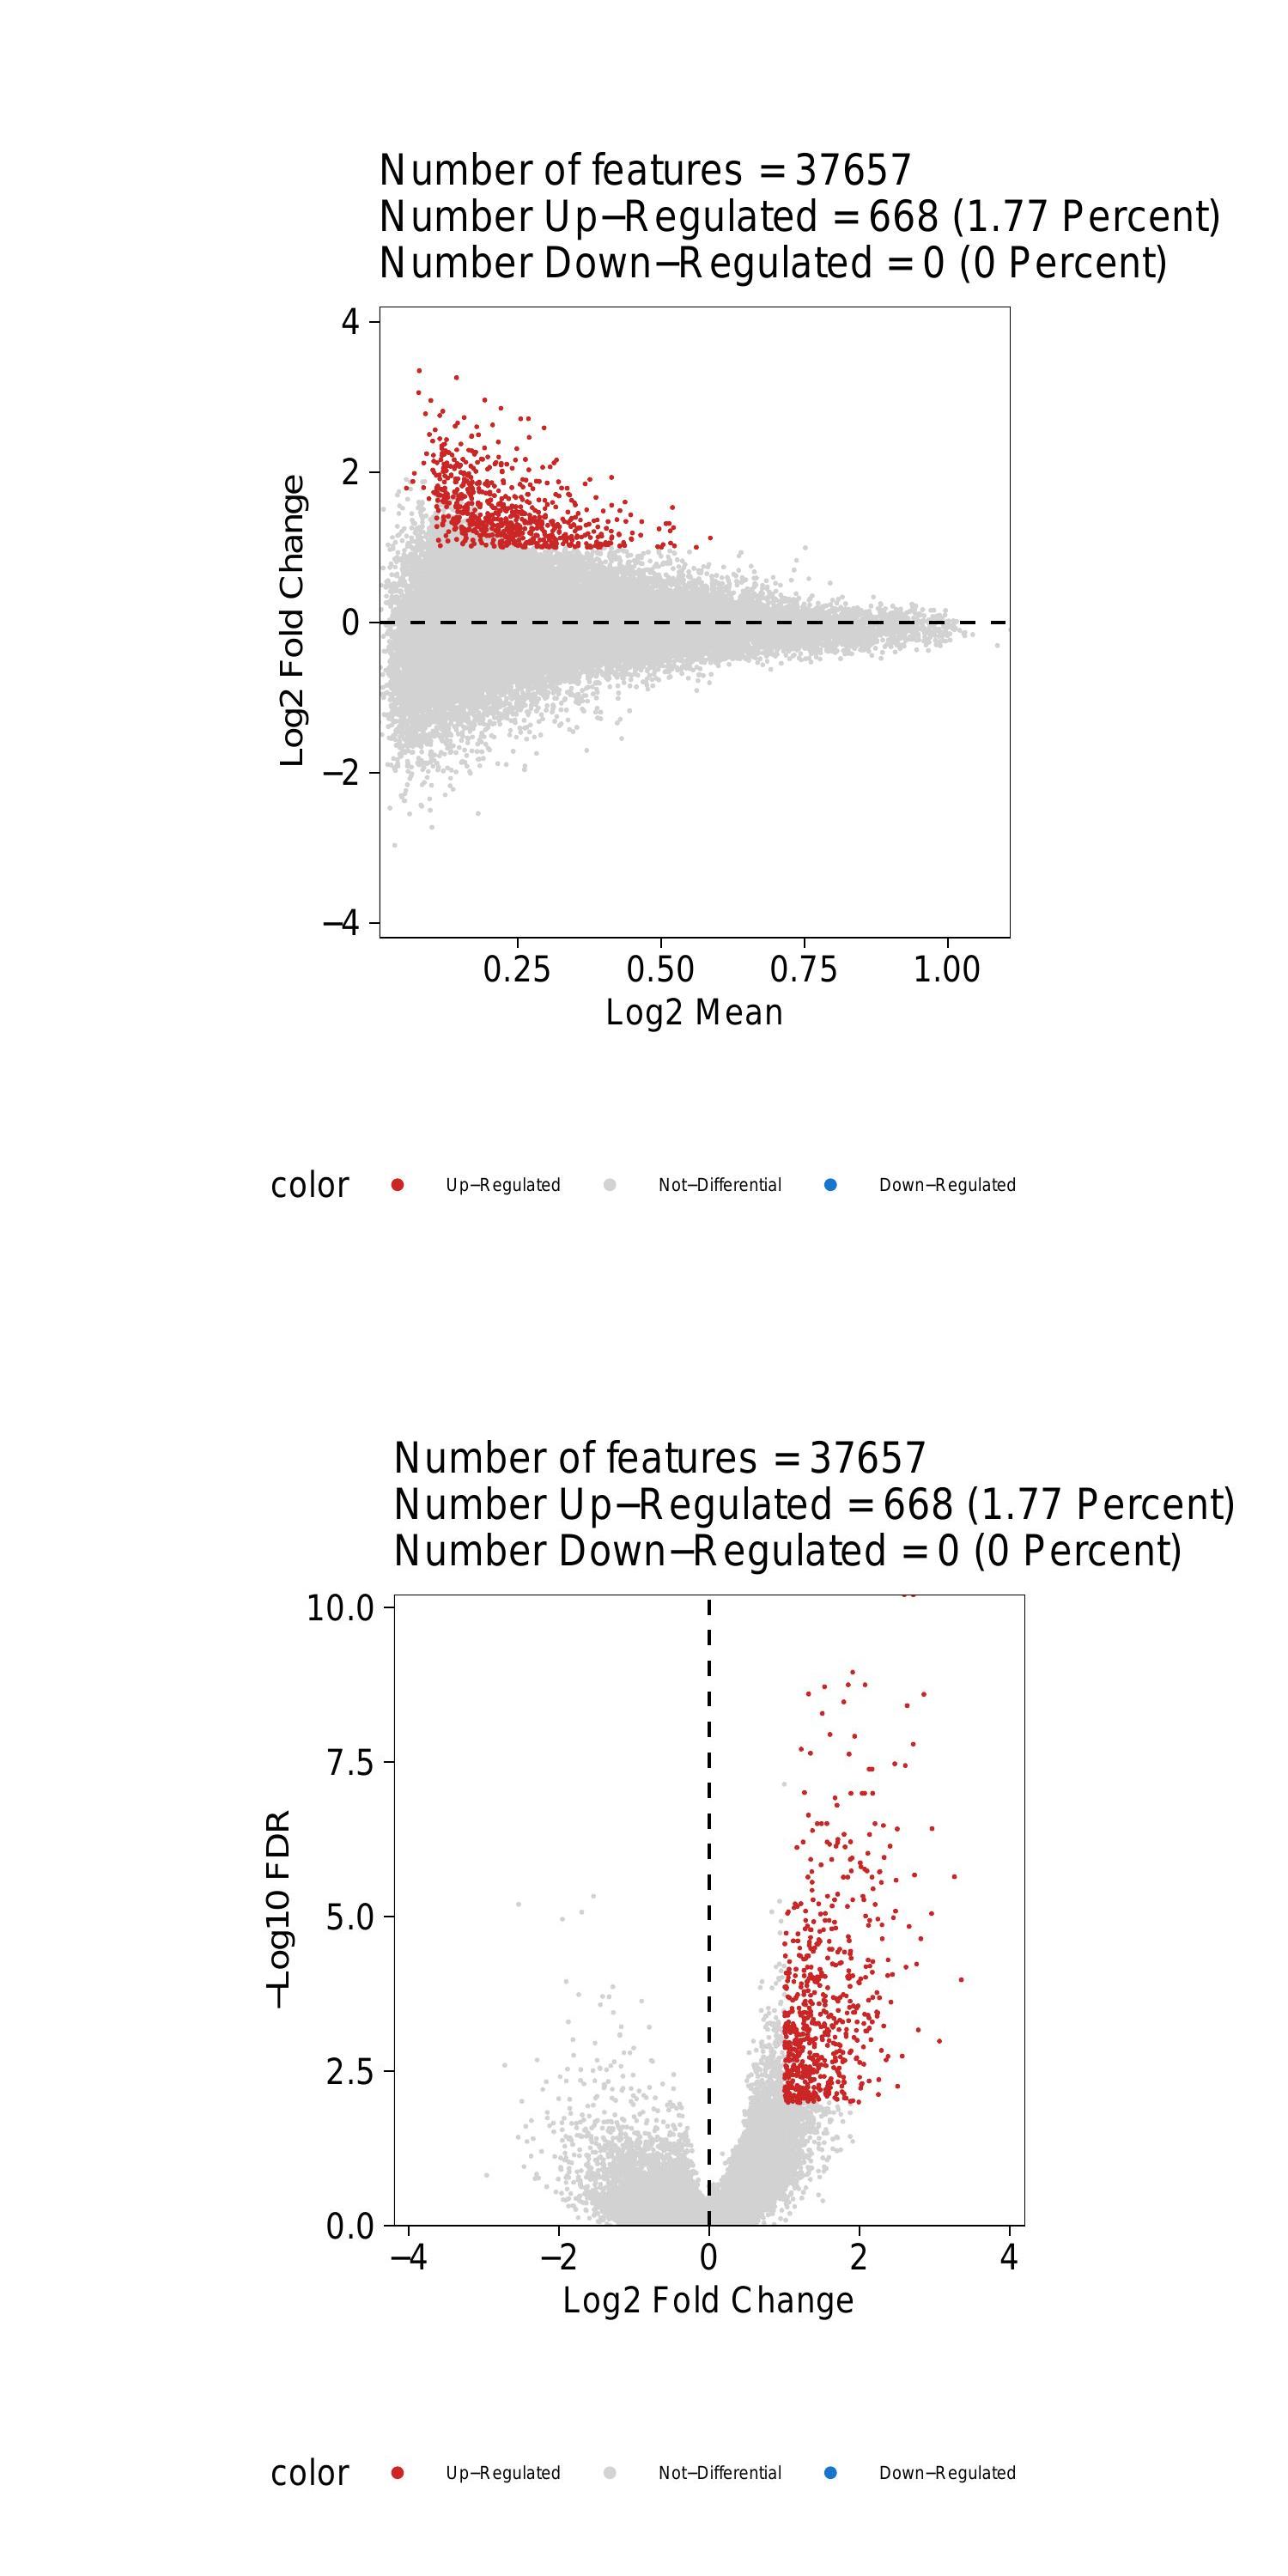 Number of features = 37657
Number Up−Regulated = 668 (1.77 Percent)
Number Down−Regulated = 0 (0 Percent)
4
2
0
−2
−4
Log2 Fold Change
0.25 0.50 0.75 1.00
Log2 Mean
color Up−Regulated Not−Differential Down−Regulated
Number of features = 37657
Number Up−Regulated = 668 (1.77 Percent)
Number Down−Regulated = 0 (0 Percent)
10.0
7.5
5.0
2.5
0.0
−Log10 FDR
−4 −2 0 2 4
Log2 Fold Change
color Up−Regulated Not−Differential Down−Regulated